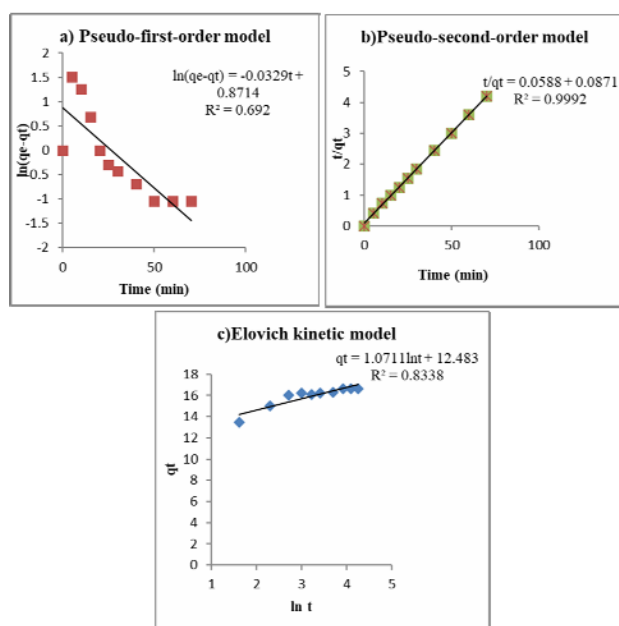 a) Pseudo-first-order model
ln(qe-qt) = -0.0329t +
0.8714
R² = 0.692
2
1.5
1
0.5
0
-0.5
-1
-1.5
-2
ln(qe-qt)
0 50 100
Time (min)
b)Pseudo-second-order model
t/qt = 0.0588 + 0.0871
R² = 0.9992
5
4
3
2
1
0
t/qt
0 50 100
Time (min)
c)Elovich kinetic model
qt = 1.0711lnt + 12.483
R² = 0.8338
18
16
14
12
10
8
6
4
2
0
qt
1 2 3 4 5
ln t